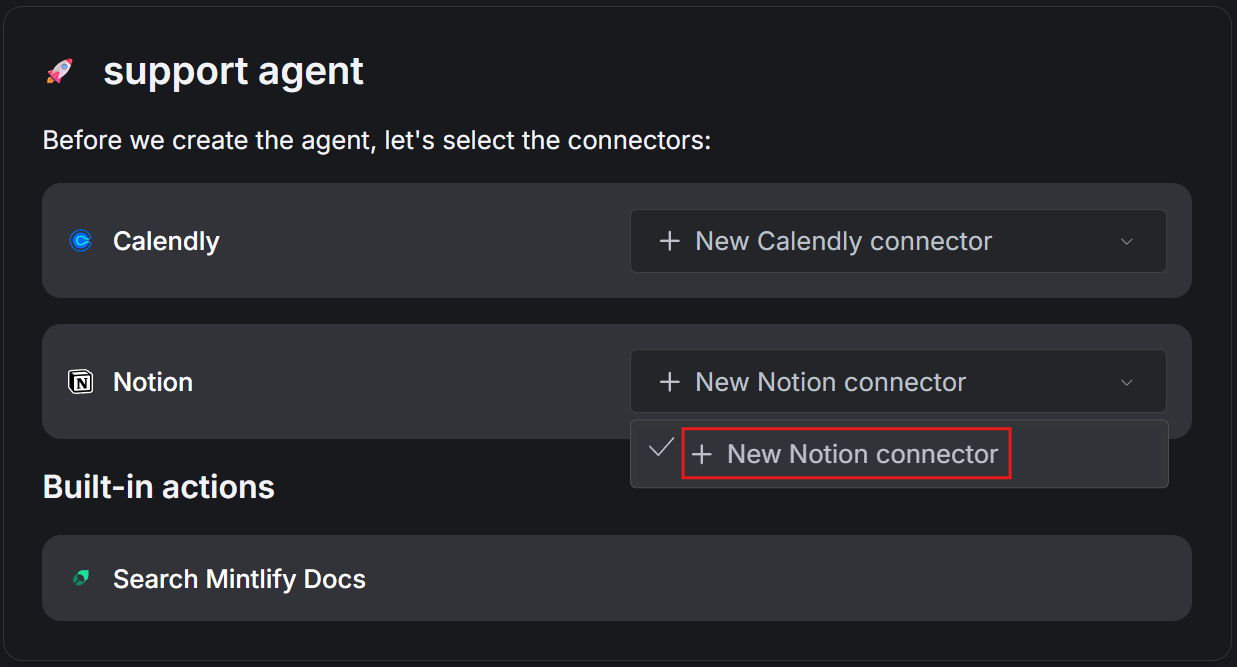 support agent
Before we create the agent, let's select the connectors:
Calendly
+ New Calendly connector
Notion
+ New Notion connector
+ New Notion connector
Built-in actions
Search Mintlify Docs